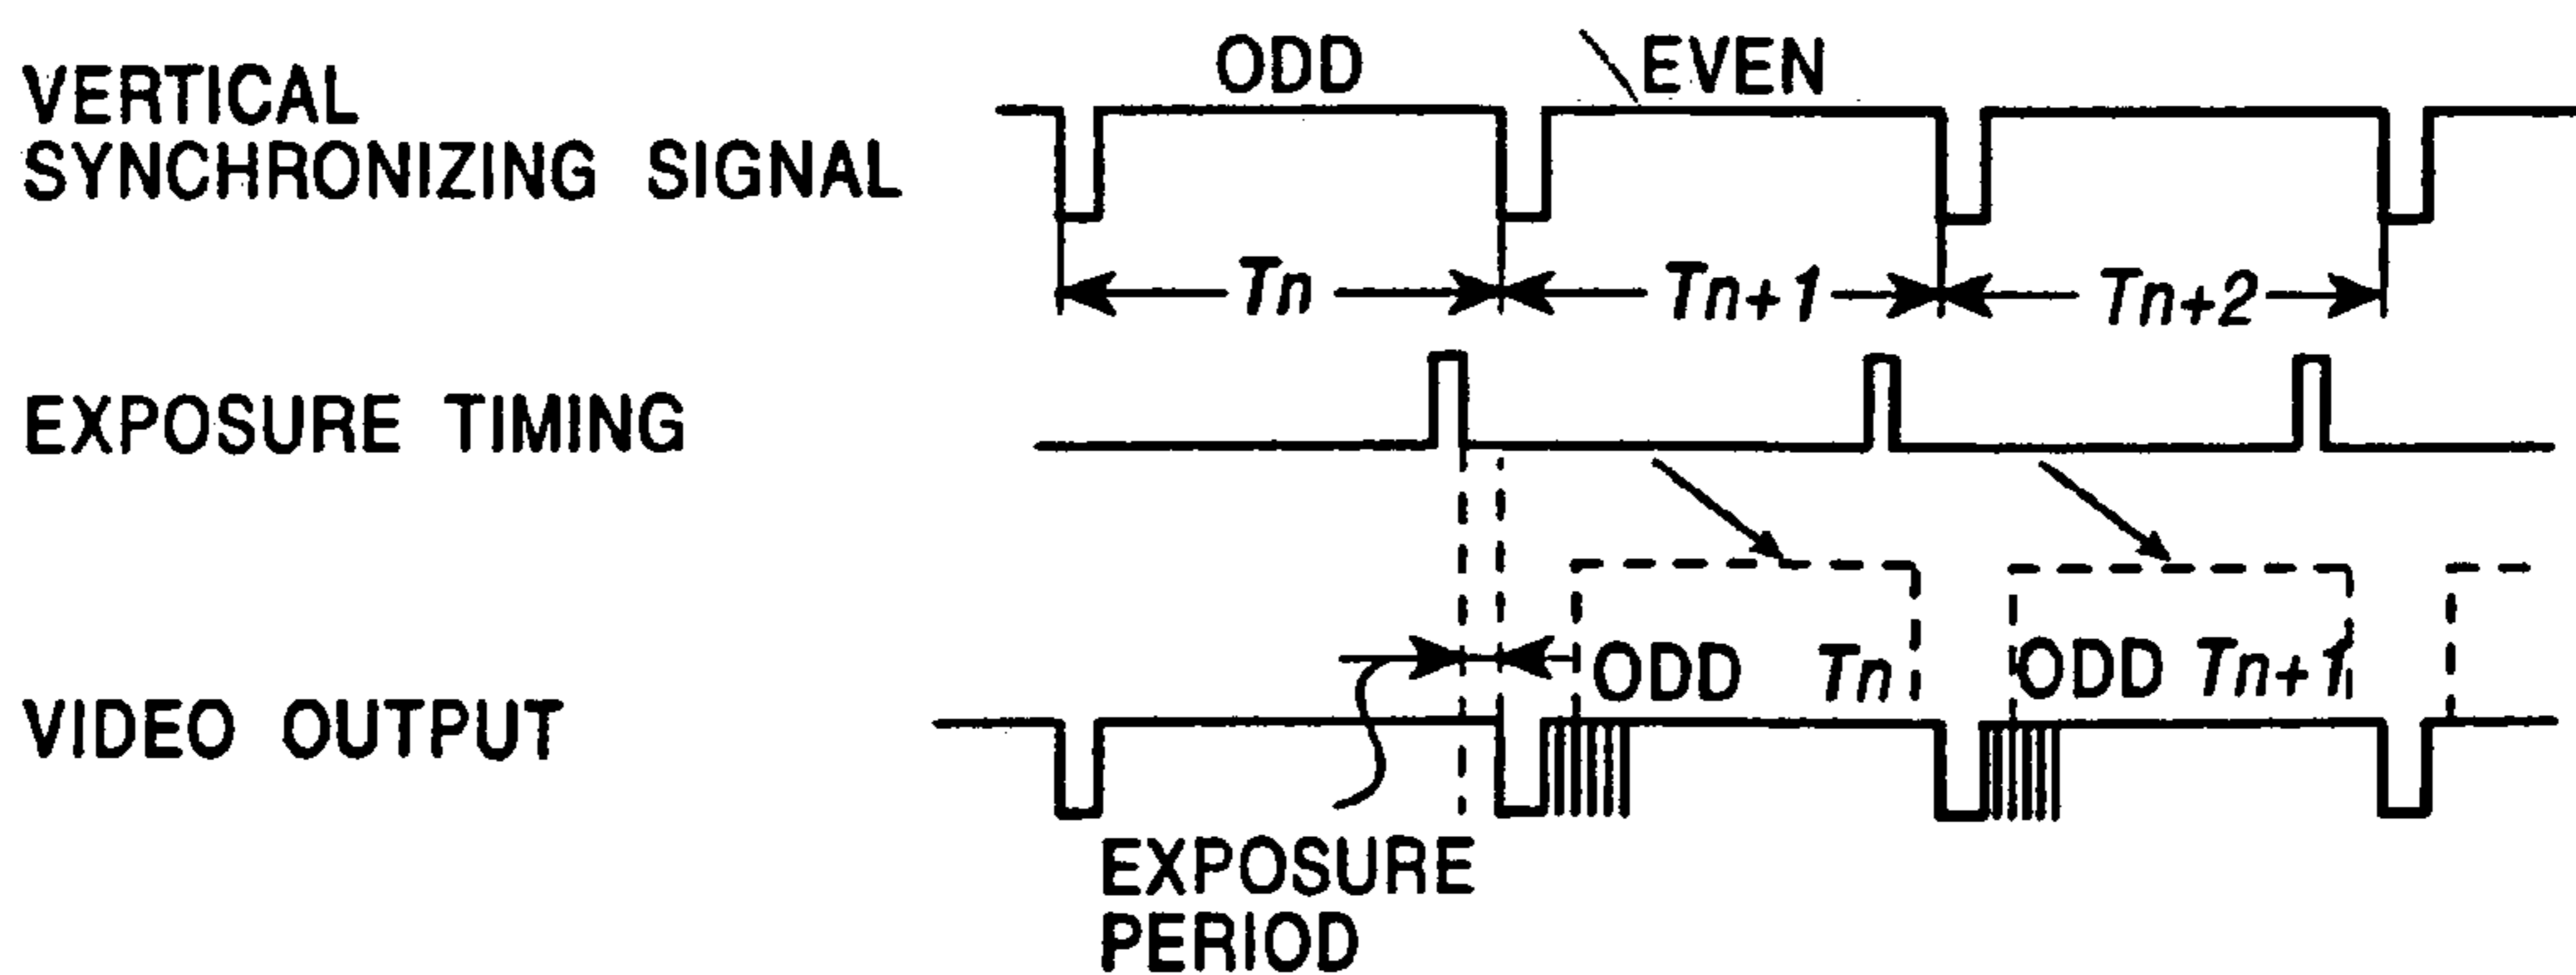 ODD EVEN
VERTICAL
SYNCHRONIZING SIGNAL
Tn Tn+1 Tn+2
EXPOSURE TIMING
ODD Tn ODD Tn+1
VIDEO OUTPUT
EXPOSURE
PERIOD